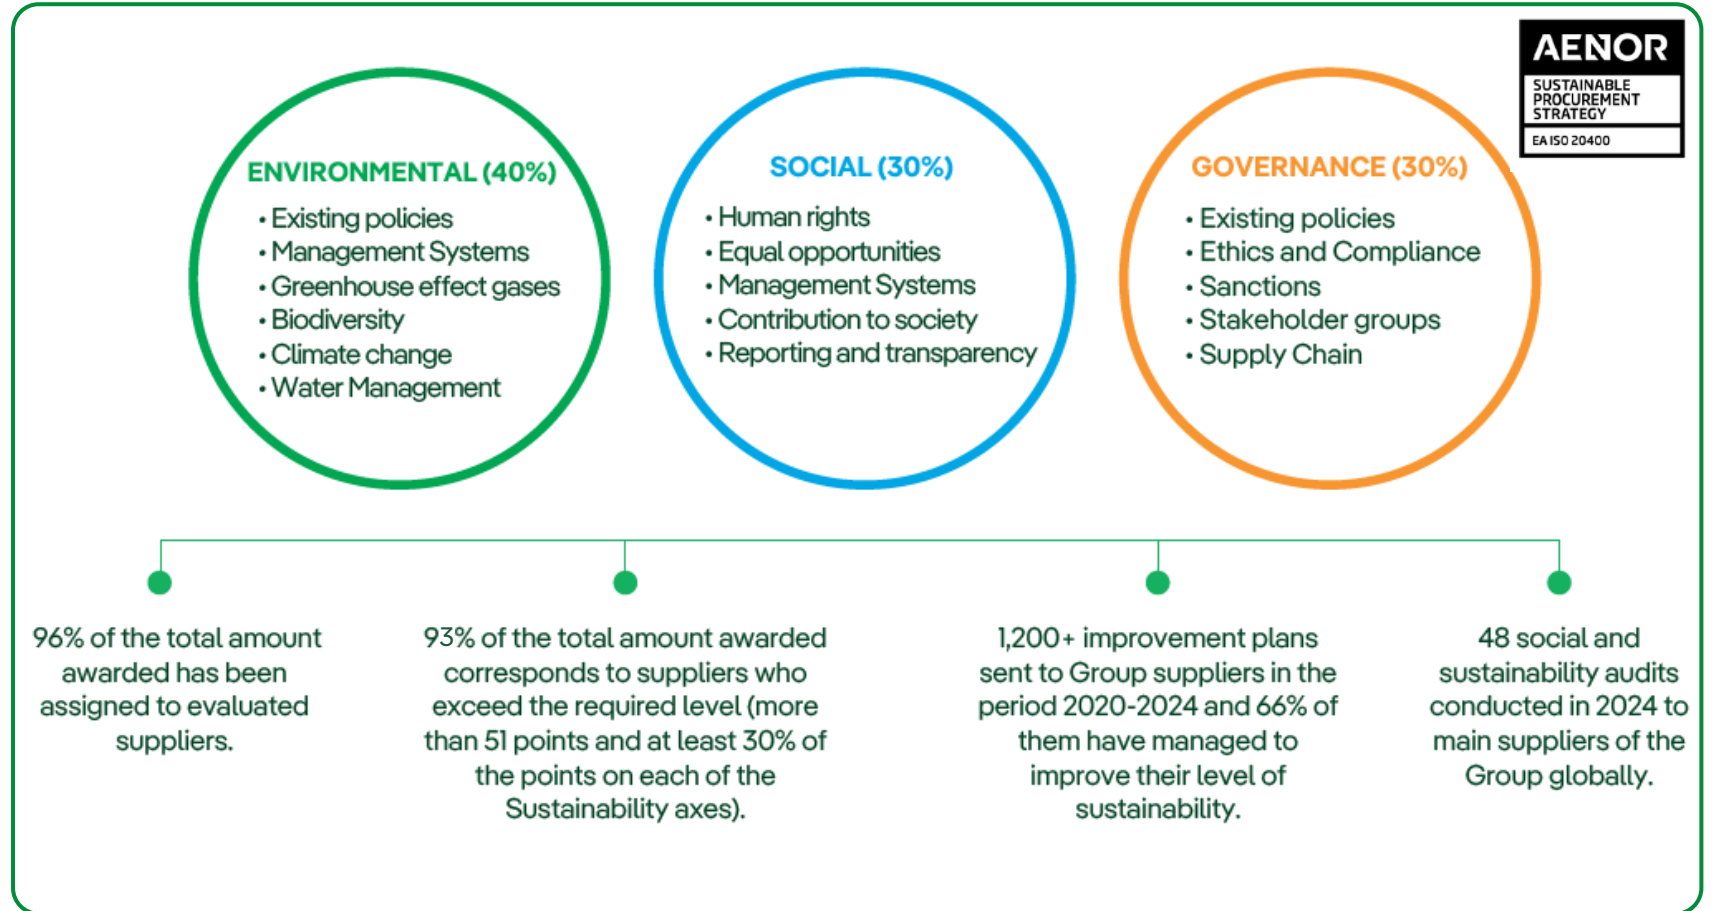 AENOR
SUSTAINABLE
PROCUREMENT
STRATEGY
EA ISO 20400
ENVIRONMENTAL (40%)
• Existing policies
• Management Systems
• Greenhouse effect gases
• Biodiversity
• Climate change
• Water Management
SOCIAL (30%)
• Human rights
• Equal opportunities
• Management Systems
• Contribution to society
• Reporting and transparency
GOVERNANCE (30%)
• Existing policies
• Ethics and Compliance
• Sanctions
• Stakeholder groups
• Supply Chain
96% of the total amount
awarded has been
assigned to evaluated
suppliers.
93% of the total amount awarded
corresponds to suppliers who
exceed the required level (more
than 51 points and at least 30% of
the points on each of the
Sustainability axes).
1,200+ improvement plans
sent to Group suppliers in the
period 2020-2024 and 66% of
them have managed to
improve their level of
sustainability.
48 social and
sustainability audits
conducted in 2024 to
main suppliers of the
Group globally.